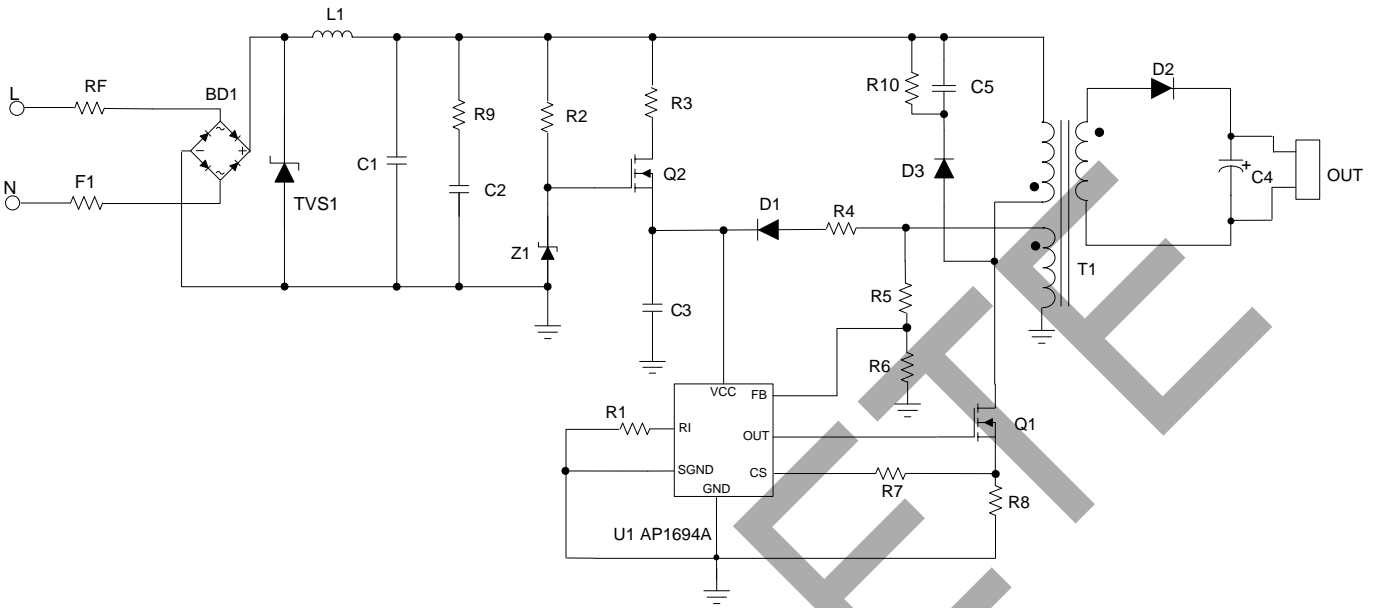 L1
L
RF
BD1
D2
R10
C5
R9
R2
R3
C1
C2
Q2
D3
C4
+
OUT
N
F1
-
+
TVS1
Z1
D1
R4
T1
C3
R5
R6
R1
VCC
FB
RI
OUT
SGND
CS
GND
Q1
R7
R8
U1 AP1694A
ETE